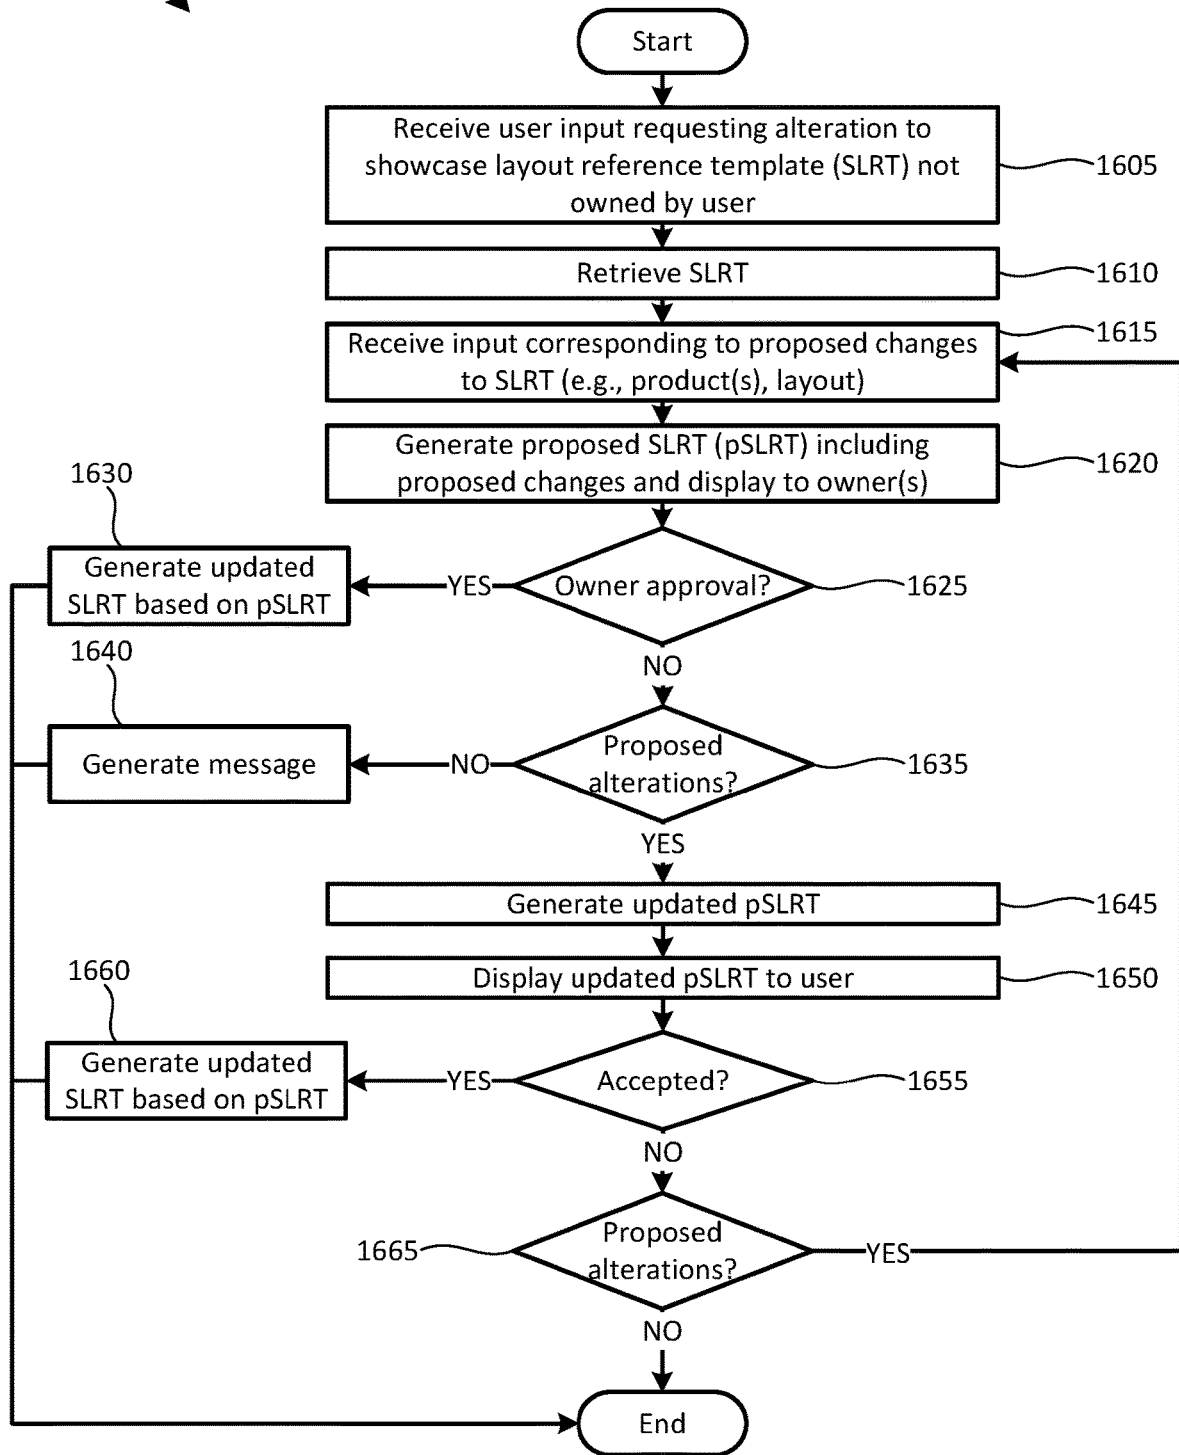 Start
Receive user input requesting alteration to
showcase layout reference template (SLRT) not
owned by user
1605
Retrieve SLRT
1610
Receive input corresponding to proposed changes
to SLRT (e.g., product(s), layout)
1615
Generate proposed SLRT (pSLRT) including
proposed changes and display to owner(s)
1620
1630
Generate updated
SLRT based on pSLRT
YES
Owner approval?
1625
NO
1640
Generate message
NO
Proposed
alterations?
1635
YES
Generate updated pSLRT
1645
Display updated pSLRT to user
1650
1660
Generate updated
SLRT based on pSLRT
YES
Accepted?
1655
NO
1665
Proposed
alterations?
YES
NO
End